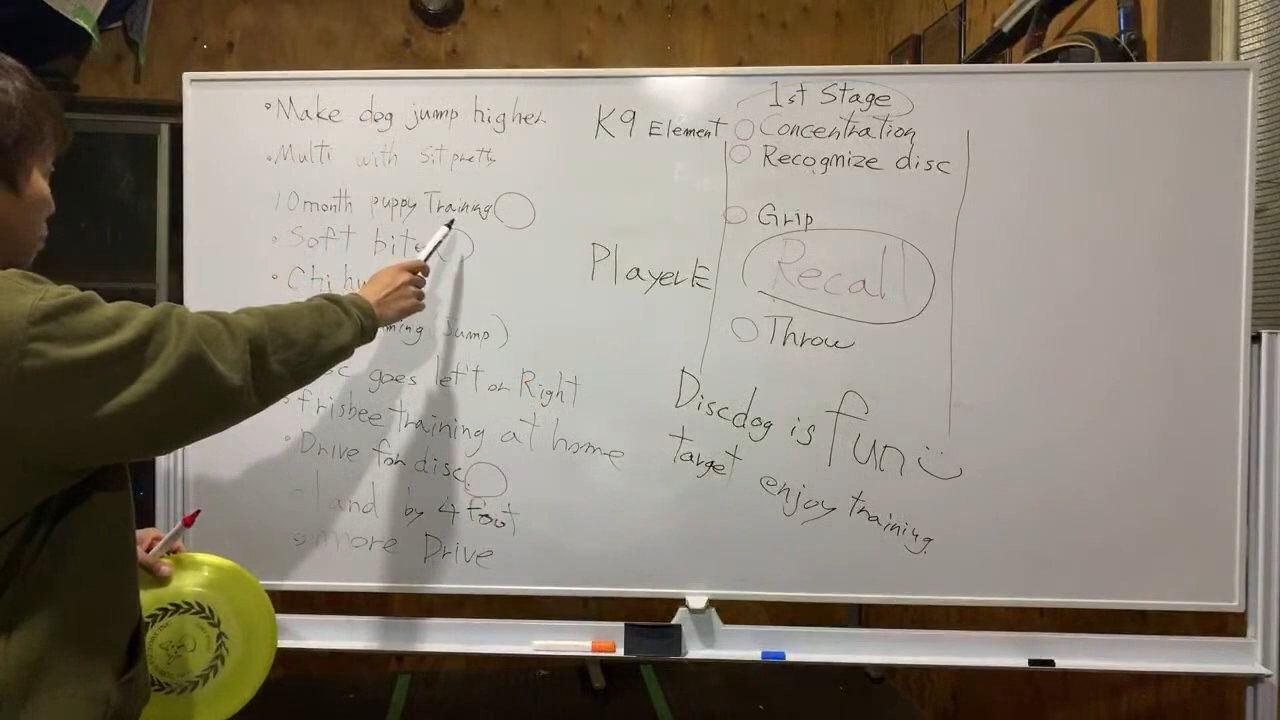 • Make dog jump higher
• Multi with sit pretty
10 month puppy Training
• Soft bite
• Chihu
ming (Jump)
goes left or Right
• frisbee training at home
• Drive for disc
- land by 4 foot
more Drive
1st Stage
K9 Element
Concentration
Recognize disc
Grip
Player E
Recall
Throw
Discdog is fun
target enjoy training.